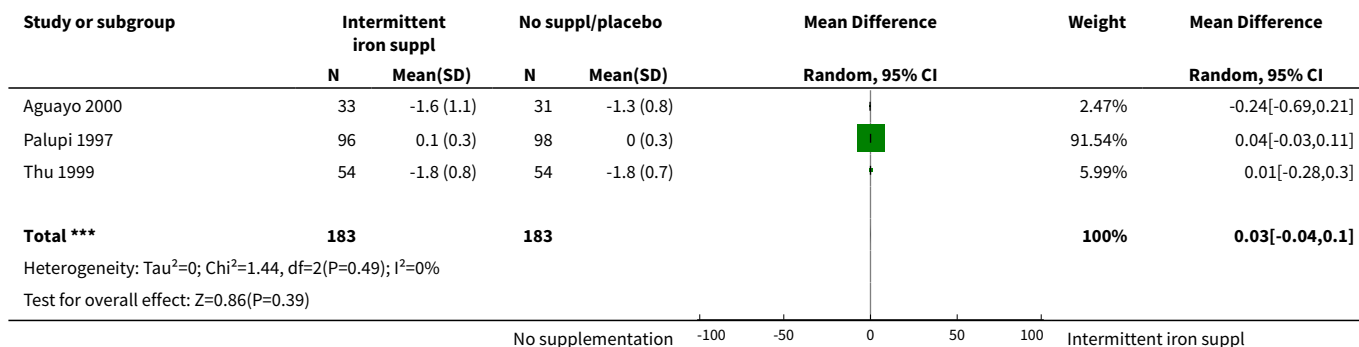 Study or subgroup Intermittent iron suppl No suppl/placebo Mean Difference Weight Mean Difference
N Mean(SD) N Mean(SD) Random, 95% CI Random, 95% CI
Aguayo 2000 33 -1.6 (1.1) 31 -1.3 (0.8) 2.47% -0.24[-0.69,0.21]
Palupi 1997 96 0.1 (0.3) 98 0 (0.3) 91.54% 0.04[-0.03,0.11]
Thu 1999 54 -1.8 (0.8) 54 -1.8 (0.7) 5.99% 0.01[-0.28,0.3]
Total *** 183 183 100% 0.03[-0.04,0.1]
Heterogeneity: Tau²=0; Chi²=1.44, df=2(P=0.49); I²=0%
Test for overall effect: Z=0.86(P=0.39)
No supplementation -100 -50 0 50 100 Intermittent iron suppl